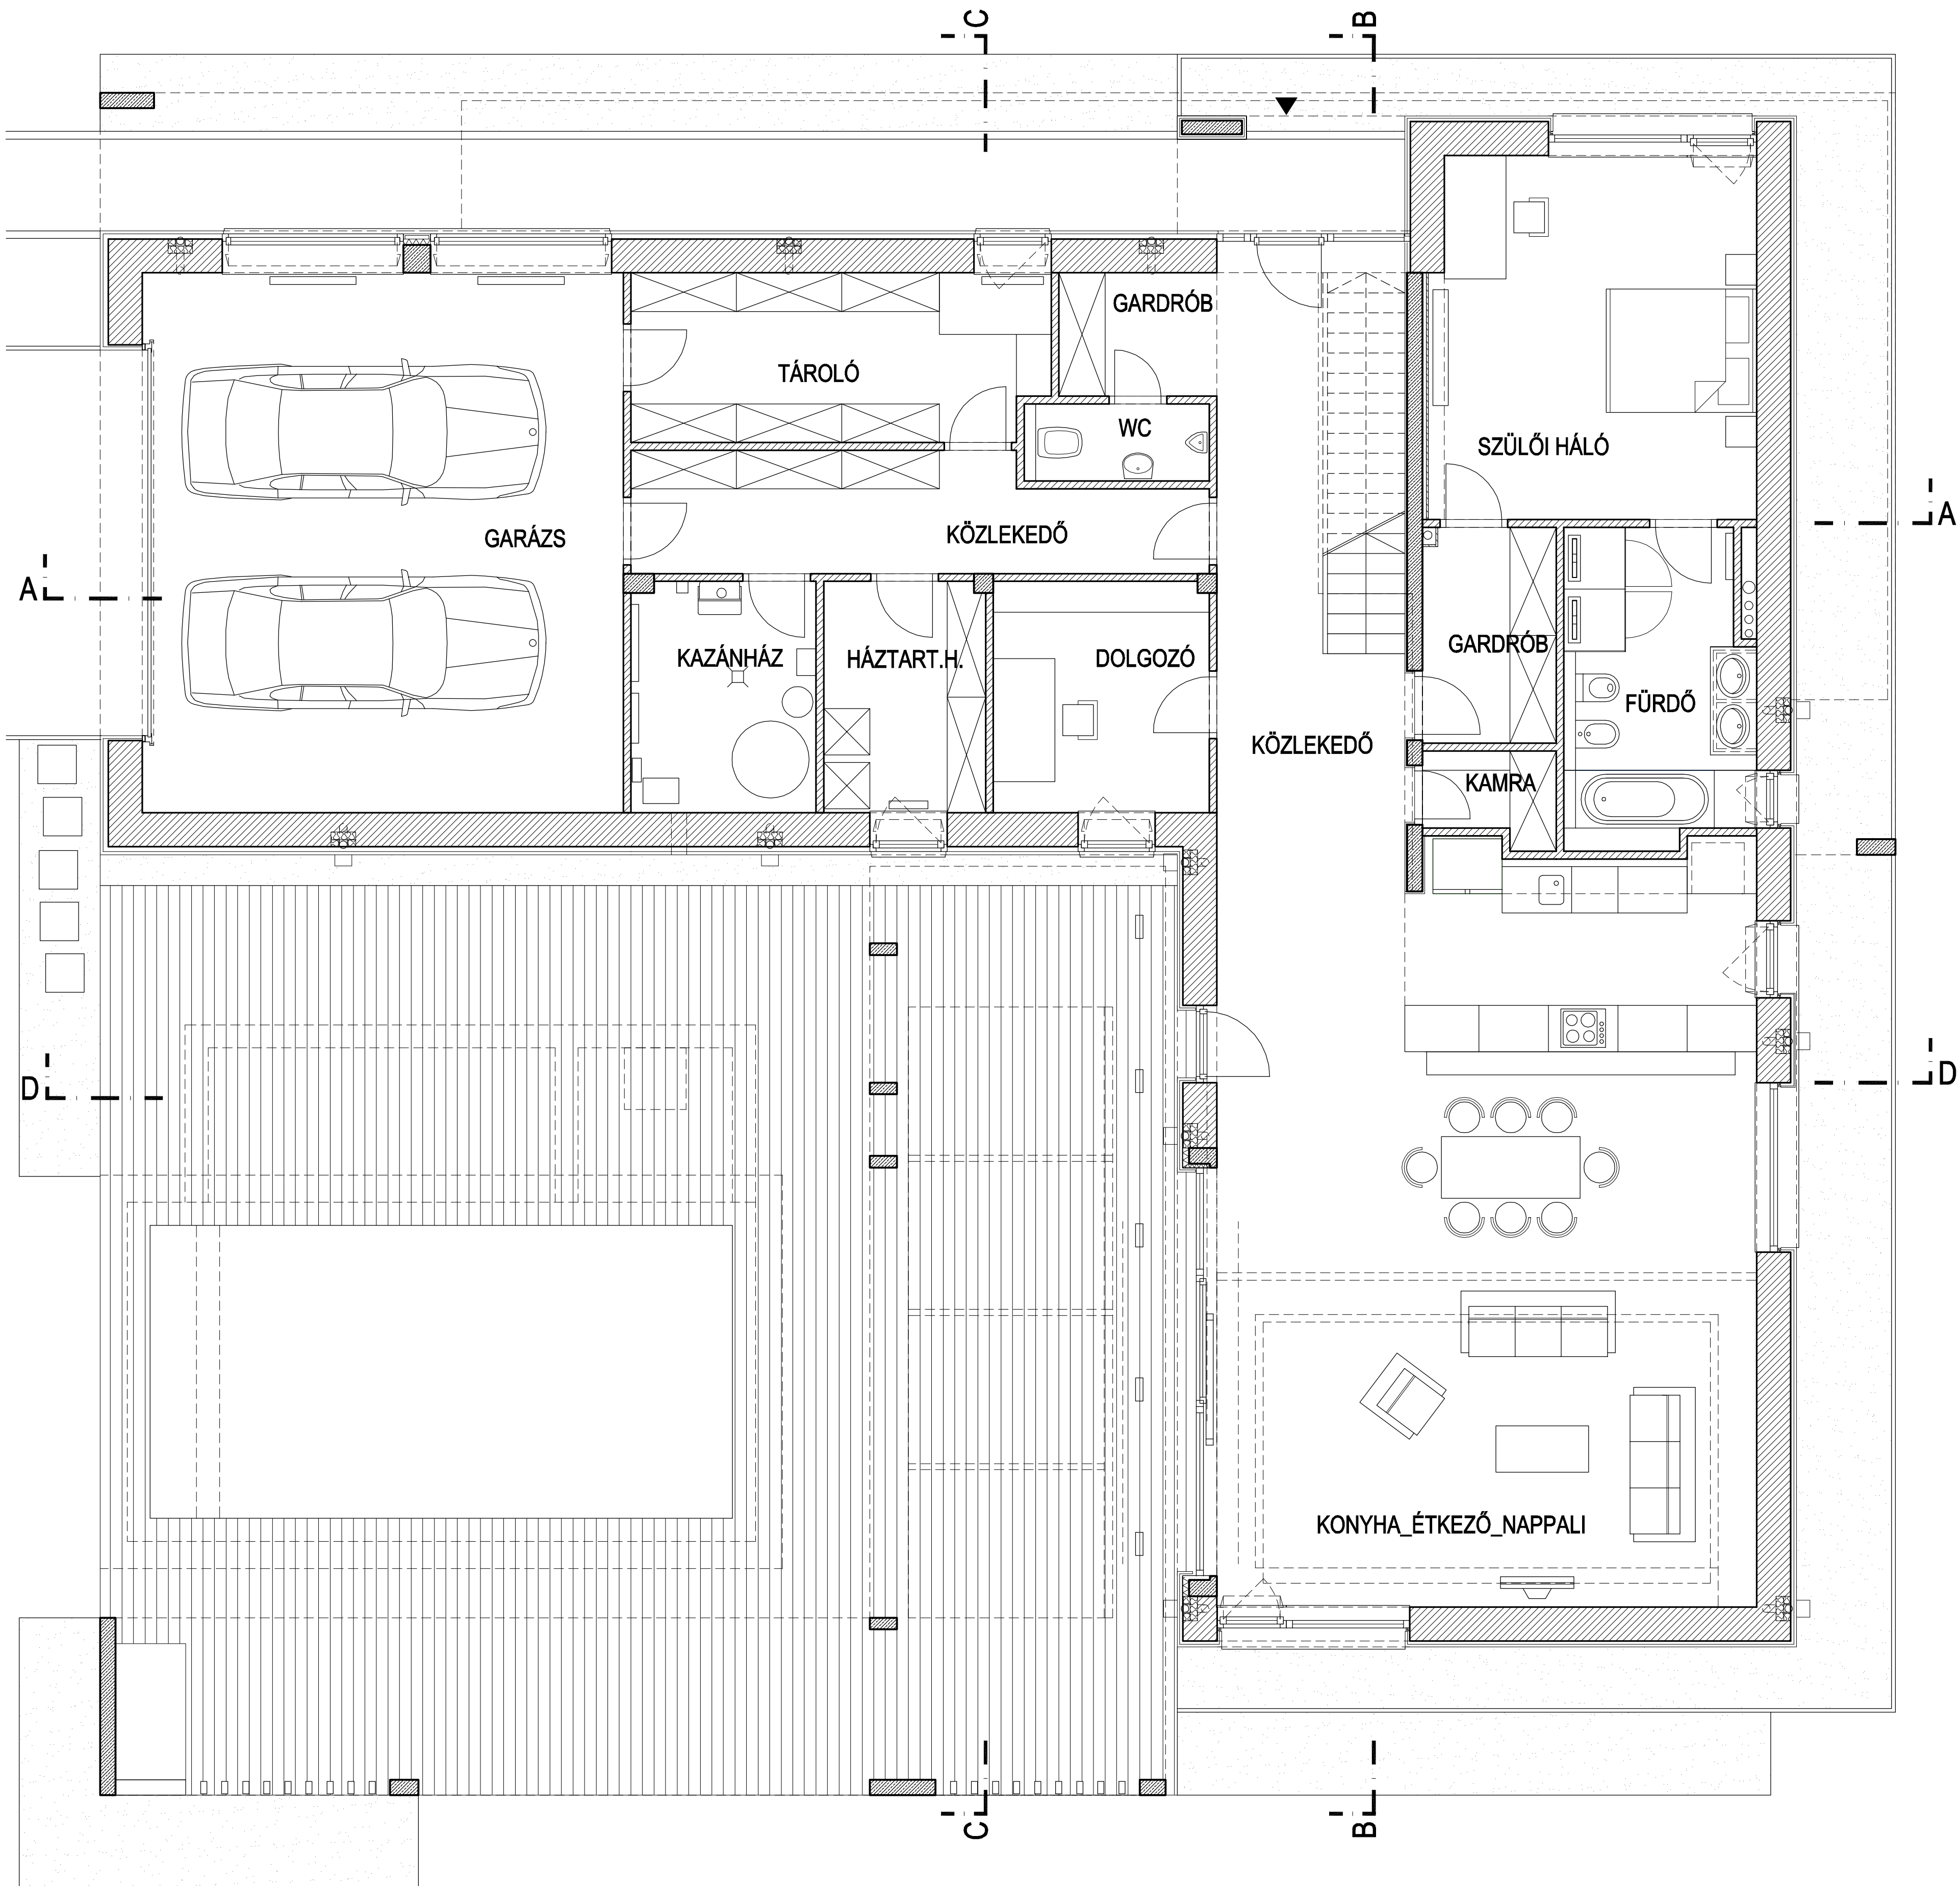 C
B
GARDRÓB
TÁROLÓ
WC
SZÜLŐI HÁLÓ
A
GARÁZS
KÖZLEKEDŐ
A
KAZÁNHÁZ
HÁZTART.H.
DOLGOZÓ
GARDRÓB
FÜRDŐ
KÖZLEKEDŐ
KAMRA
D
D
KONYHA_ÉTKEZŐ_NAPPALI
C
B